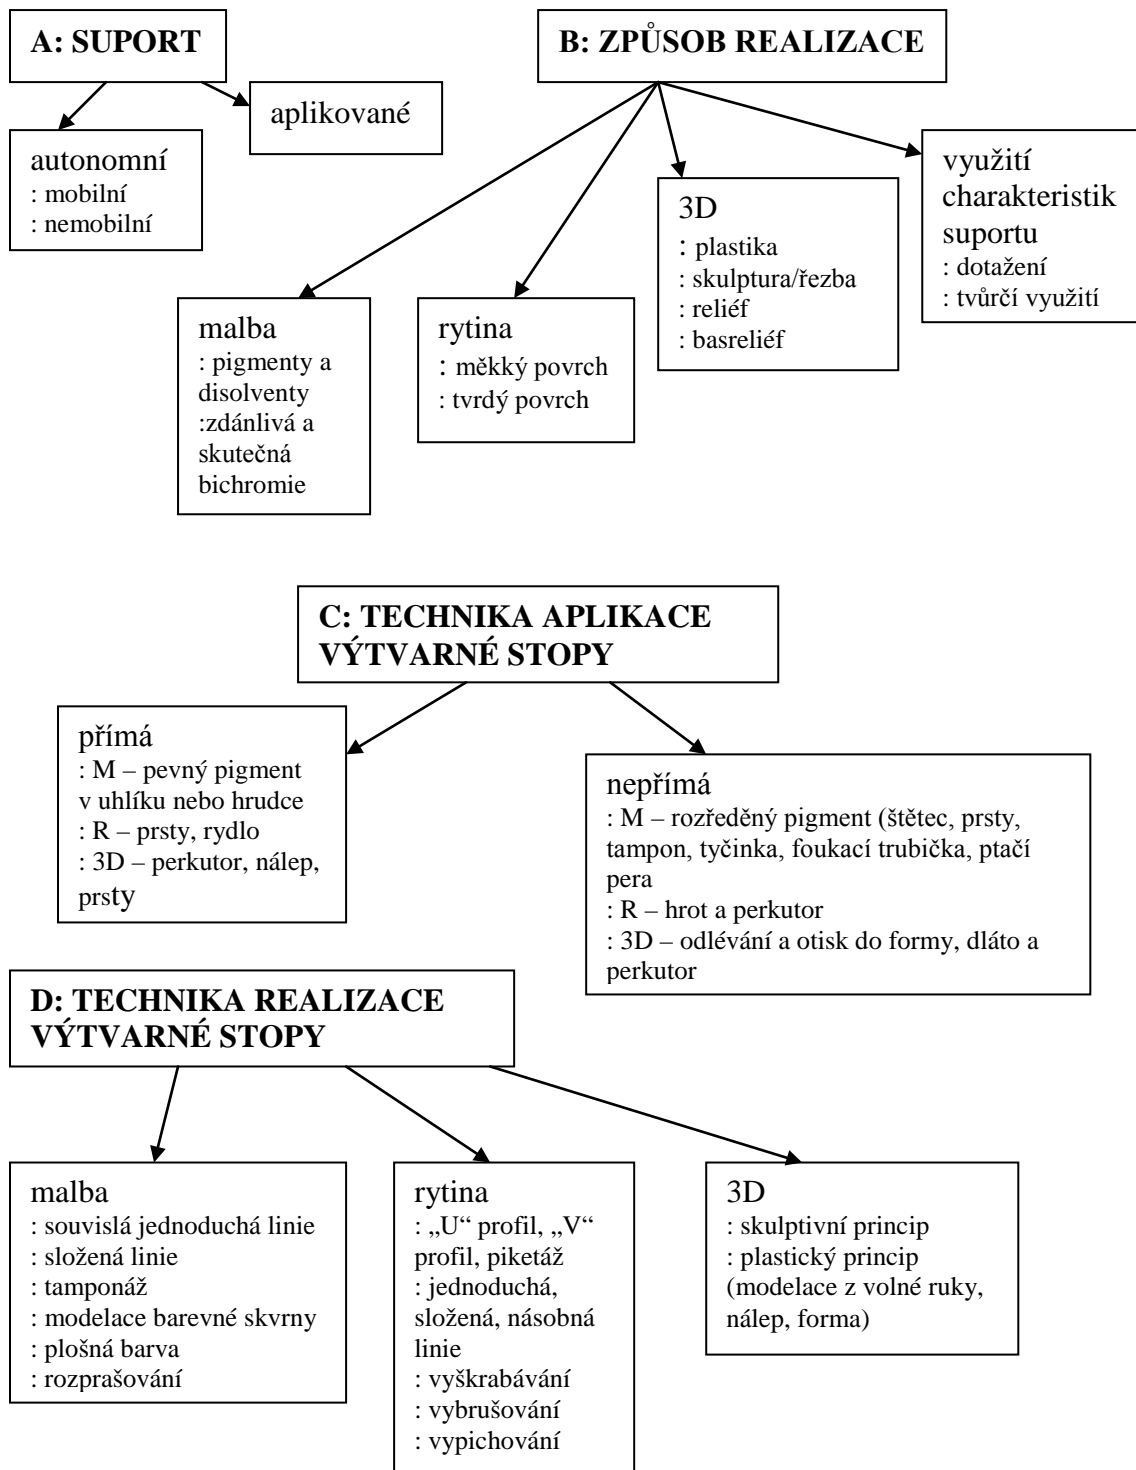 A: SUPORT
B: ZPŮSOB REALIZACE
aplikované
autonomní
: mobilní
: nemobilní
malba
: pigmenty a
disolventy
:zdánlivá a
skutečná
bichromie
rytina
: měkký povrch
: tvrdý povrch
3D
: plastika
: skulptura/řezba
: reliéf
: basreliéf
využití
charakteristik
suportu
: dotažení
: tvůrčí využití
C: TECHNIKA APLIKACE
VÝTVARNÉ STOPY
přímá
: M – pevný pigment
v uhlíku nebo hrudce
: R – prsty, rydlo
: 3D – perkutor, nálep,
prsty
nepřímá
: M – rozředěný pigment (štětec, prsty,
tampon, tyčinka, foukací trubička, ptačí
pera
: R – hrot a perkutor
: 3D – odlévání a otisk do formy, dláto a
perkutor
D: TECHNIKA REALIZACE
VÝTVARNÉ STOPY
malba
: souvislá jednoduchá linie
: složená linie
: tamponáž
: modelace barevné skvrny
: plošná barva
: rozprašování
rytina
: „U“ profil, „V“
profil, piketáž
: jednoduchá,
složená, násobná
linie
: vyškrabávání
: vybrušování
: vypichování
3D
: skulptivní princip
: plastický princip
(modelace z volné ruky,
nálep, forma)